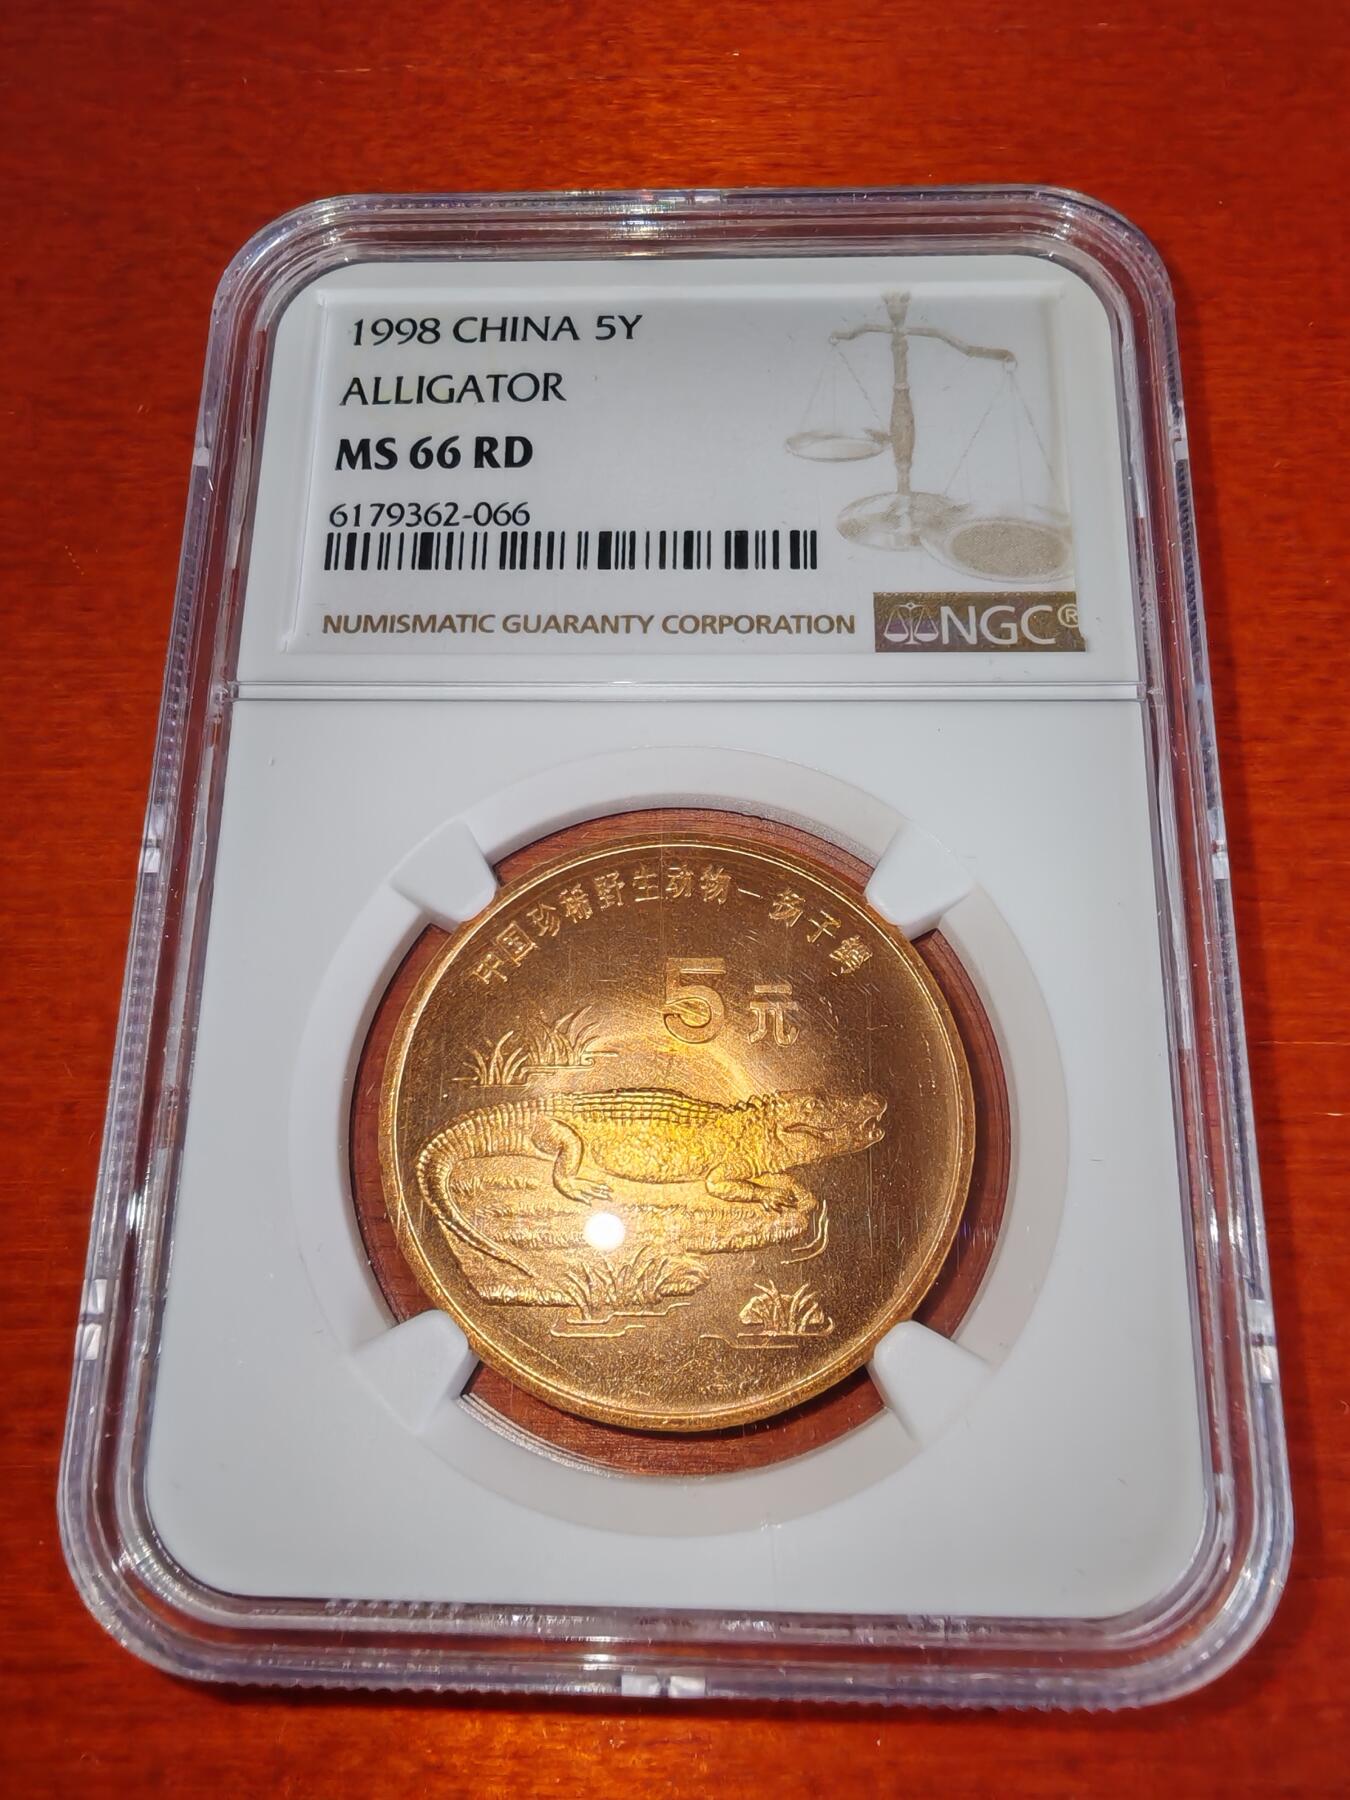 1998 CHINA 5Y
ALLIGATOR
MS 66 RD
6179362-066
NUMISMATIC GUARANTY CORPORATION
NGC®
中国珍稀野生动物—扬子鳄
5元